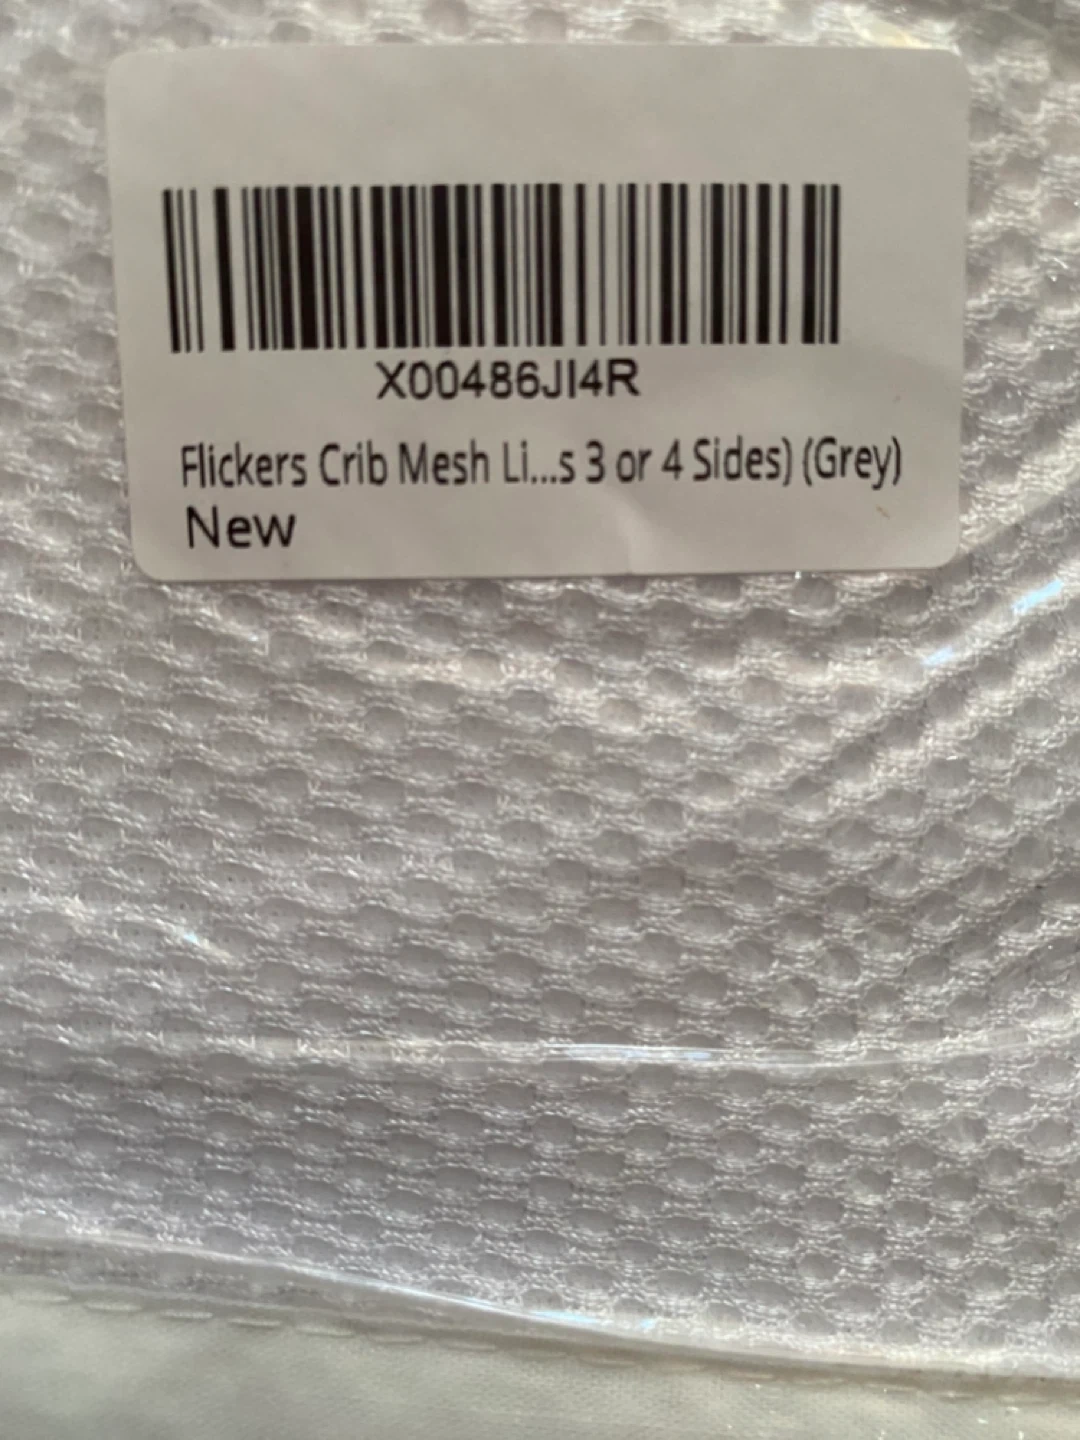 X00486JI4R
Flickers Crib Mesh Li...s 3 or 4 Sides) (Grey)
New